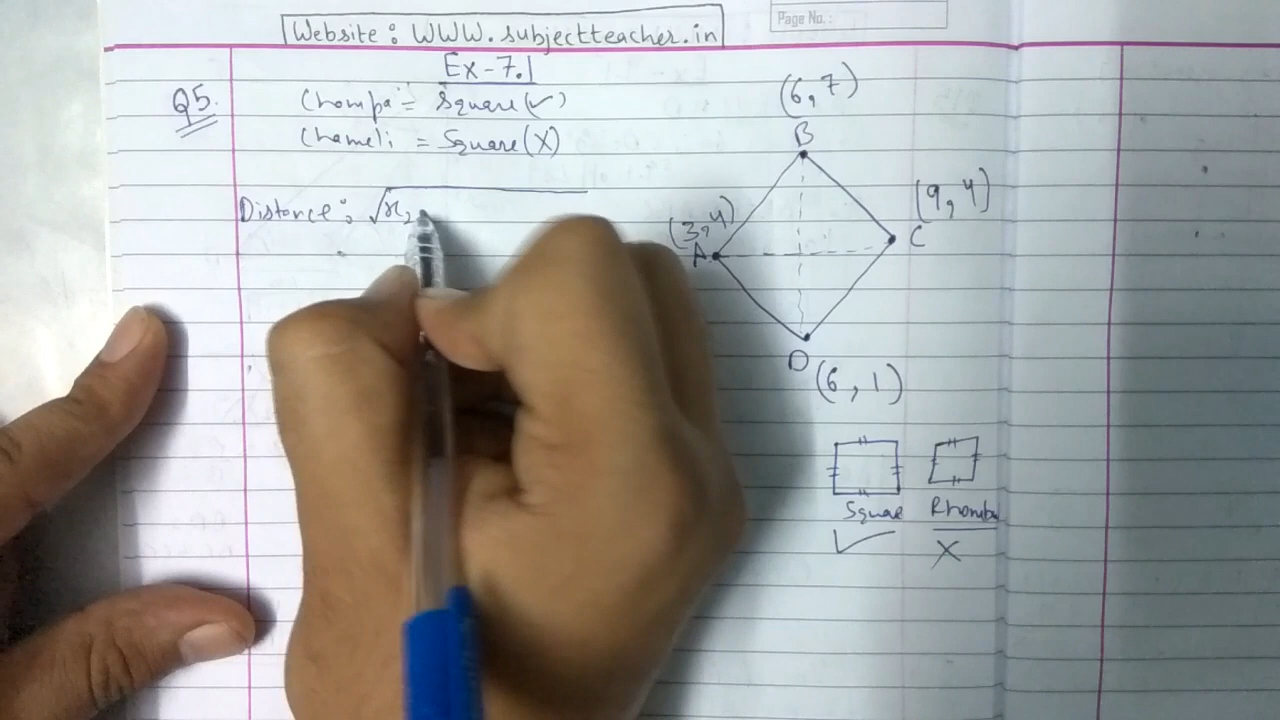 Page No.:
Website: WWW.subjectteacher.in
Ex-7.1
Q5.
Champa = Square(✓)
Chameli = Square(X)
Distance: √x₂
(6,7)
B
(9,4)
C
(3,4)
A
D
(6,1)
Square
✓
X